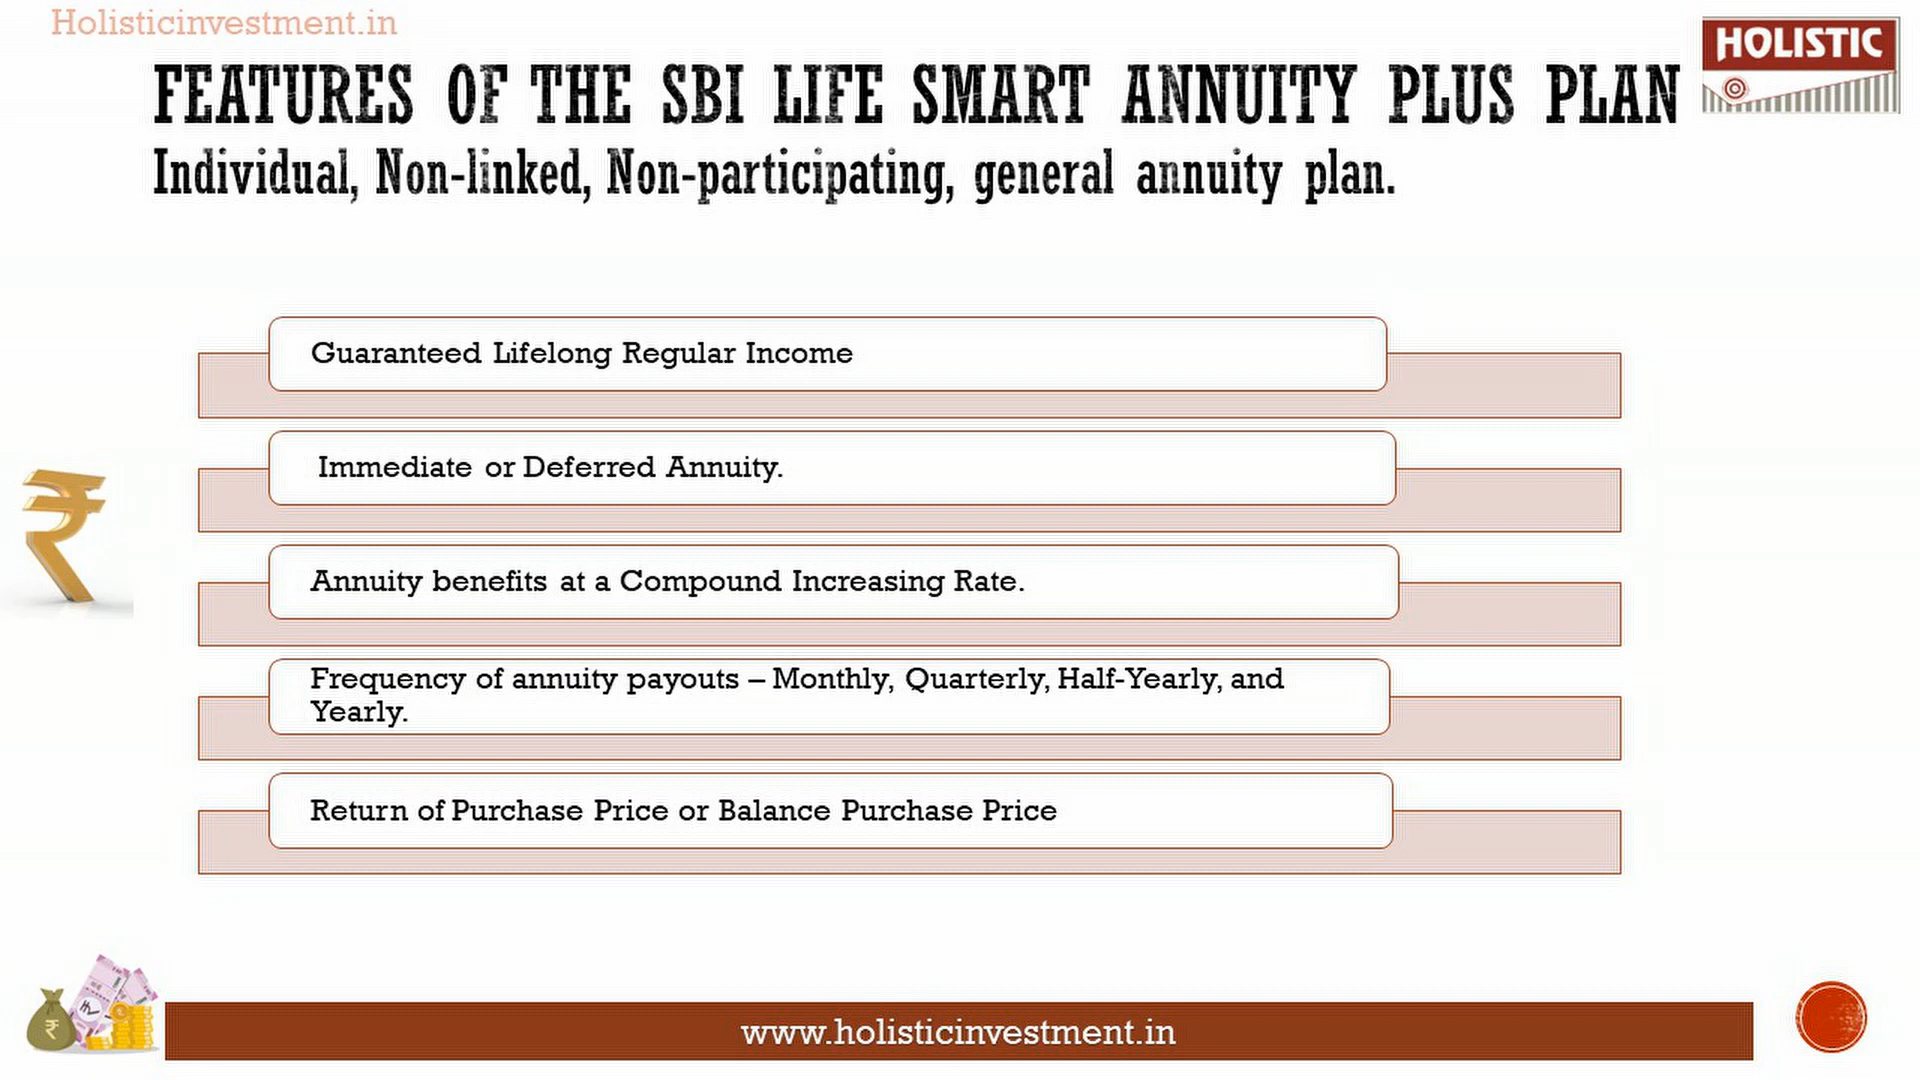 Holisticinvestment.in
HOLISTIC
FEATURES OF THE SBI LIFE SMART ANNUITY PLUS PLAN
Individual, Non-linked, Non-participating, general annuity plan.
Guaranteed Lifelong Regular Income
Immediate or Deferred Annuity.
Annuity benefits at a Compound Increasing Rate.
Frequency of annuity payouts – Monthly, Quarterly, Half-Yearly, and
Yearly.
Return of Purchase Price or Balance Purchase Price
www.holisticinvestment.in